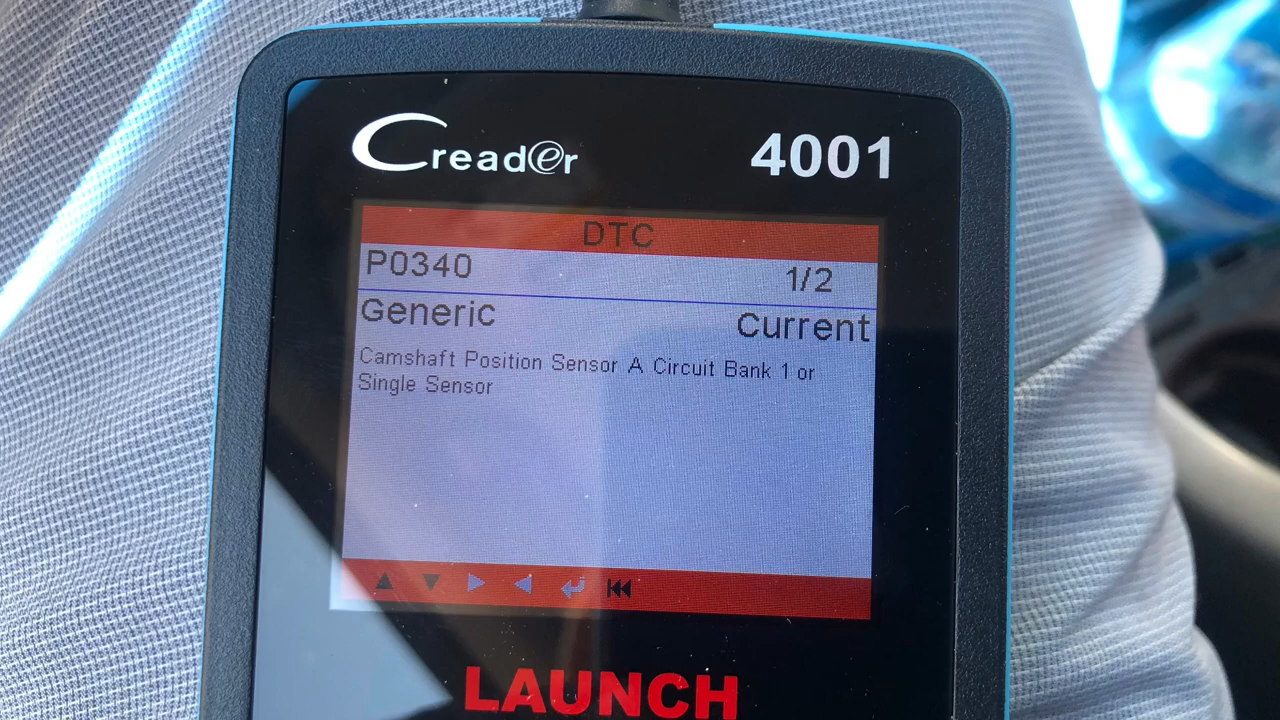 Creader
4001
DTC
P0340 1/2
Generic Current
Camshaft Position Sensor A Circuit Bank 1 or
Single Sensor
LAUNCH